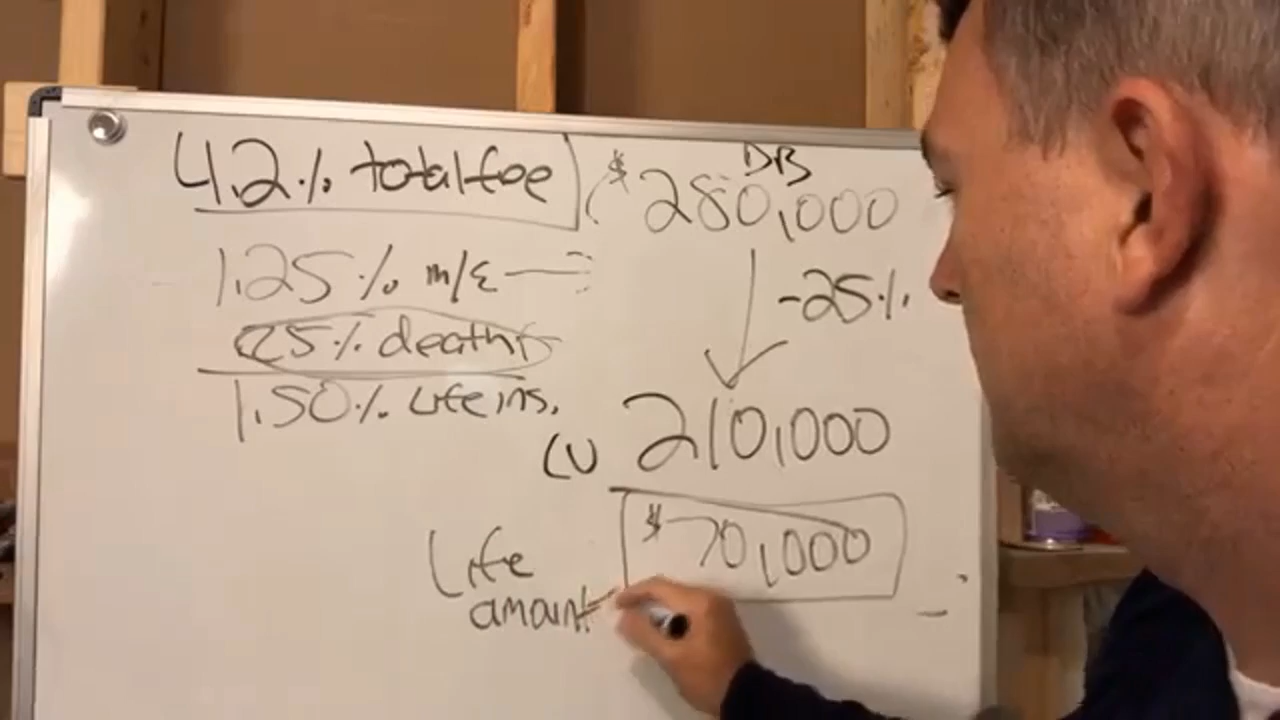 4.2% total fee
1.25% m/E
.25% death
1.50% Life ins.
DB
$280,000
-25%
CV 210,000
$70,000
Life
amount